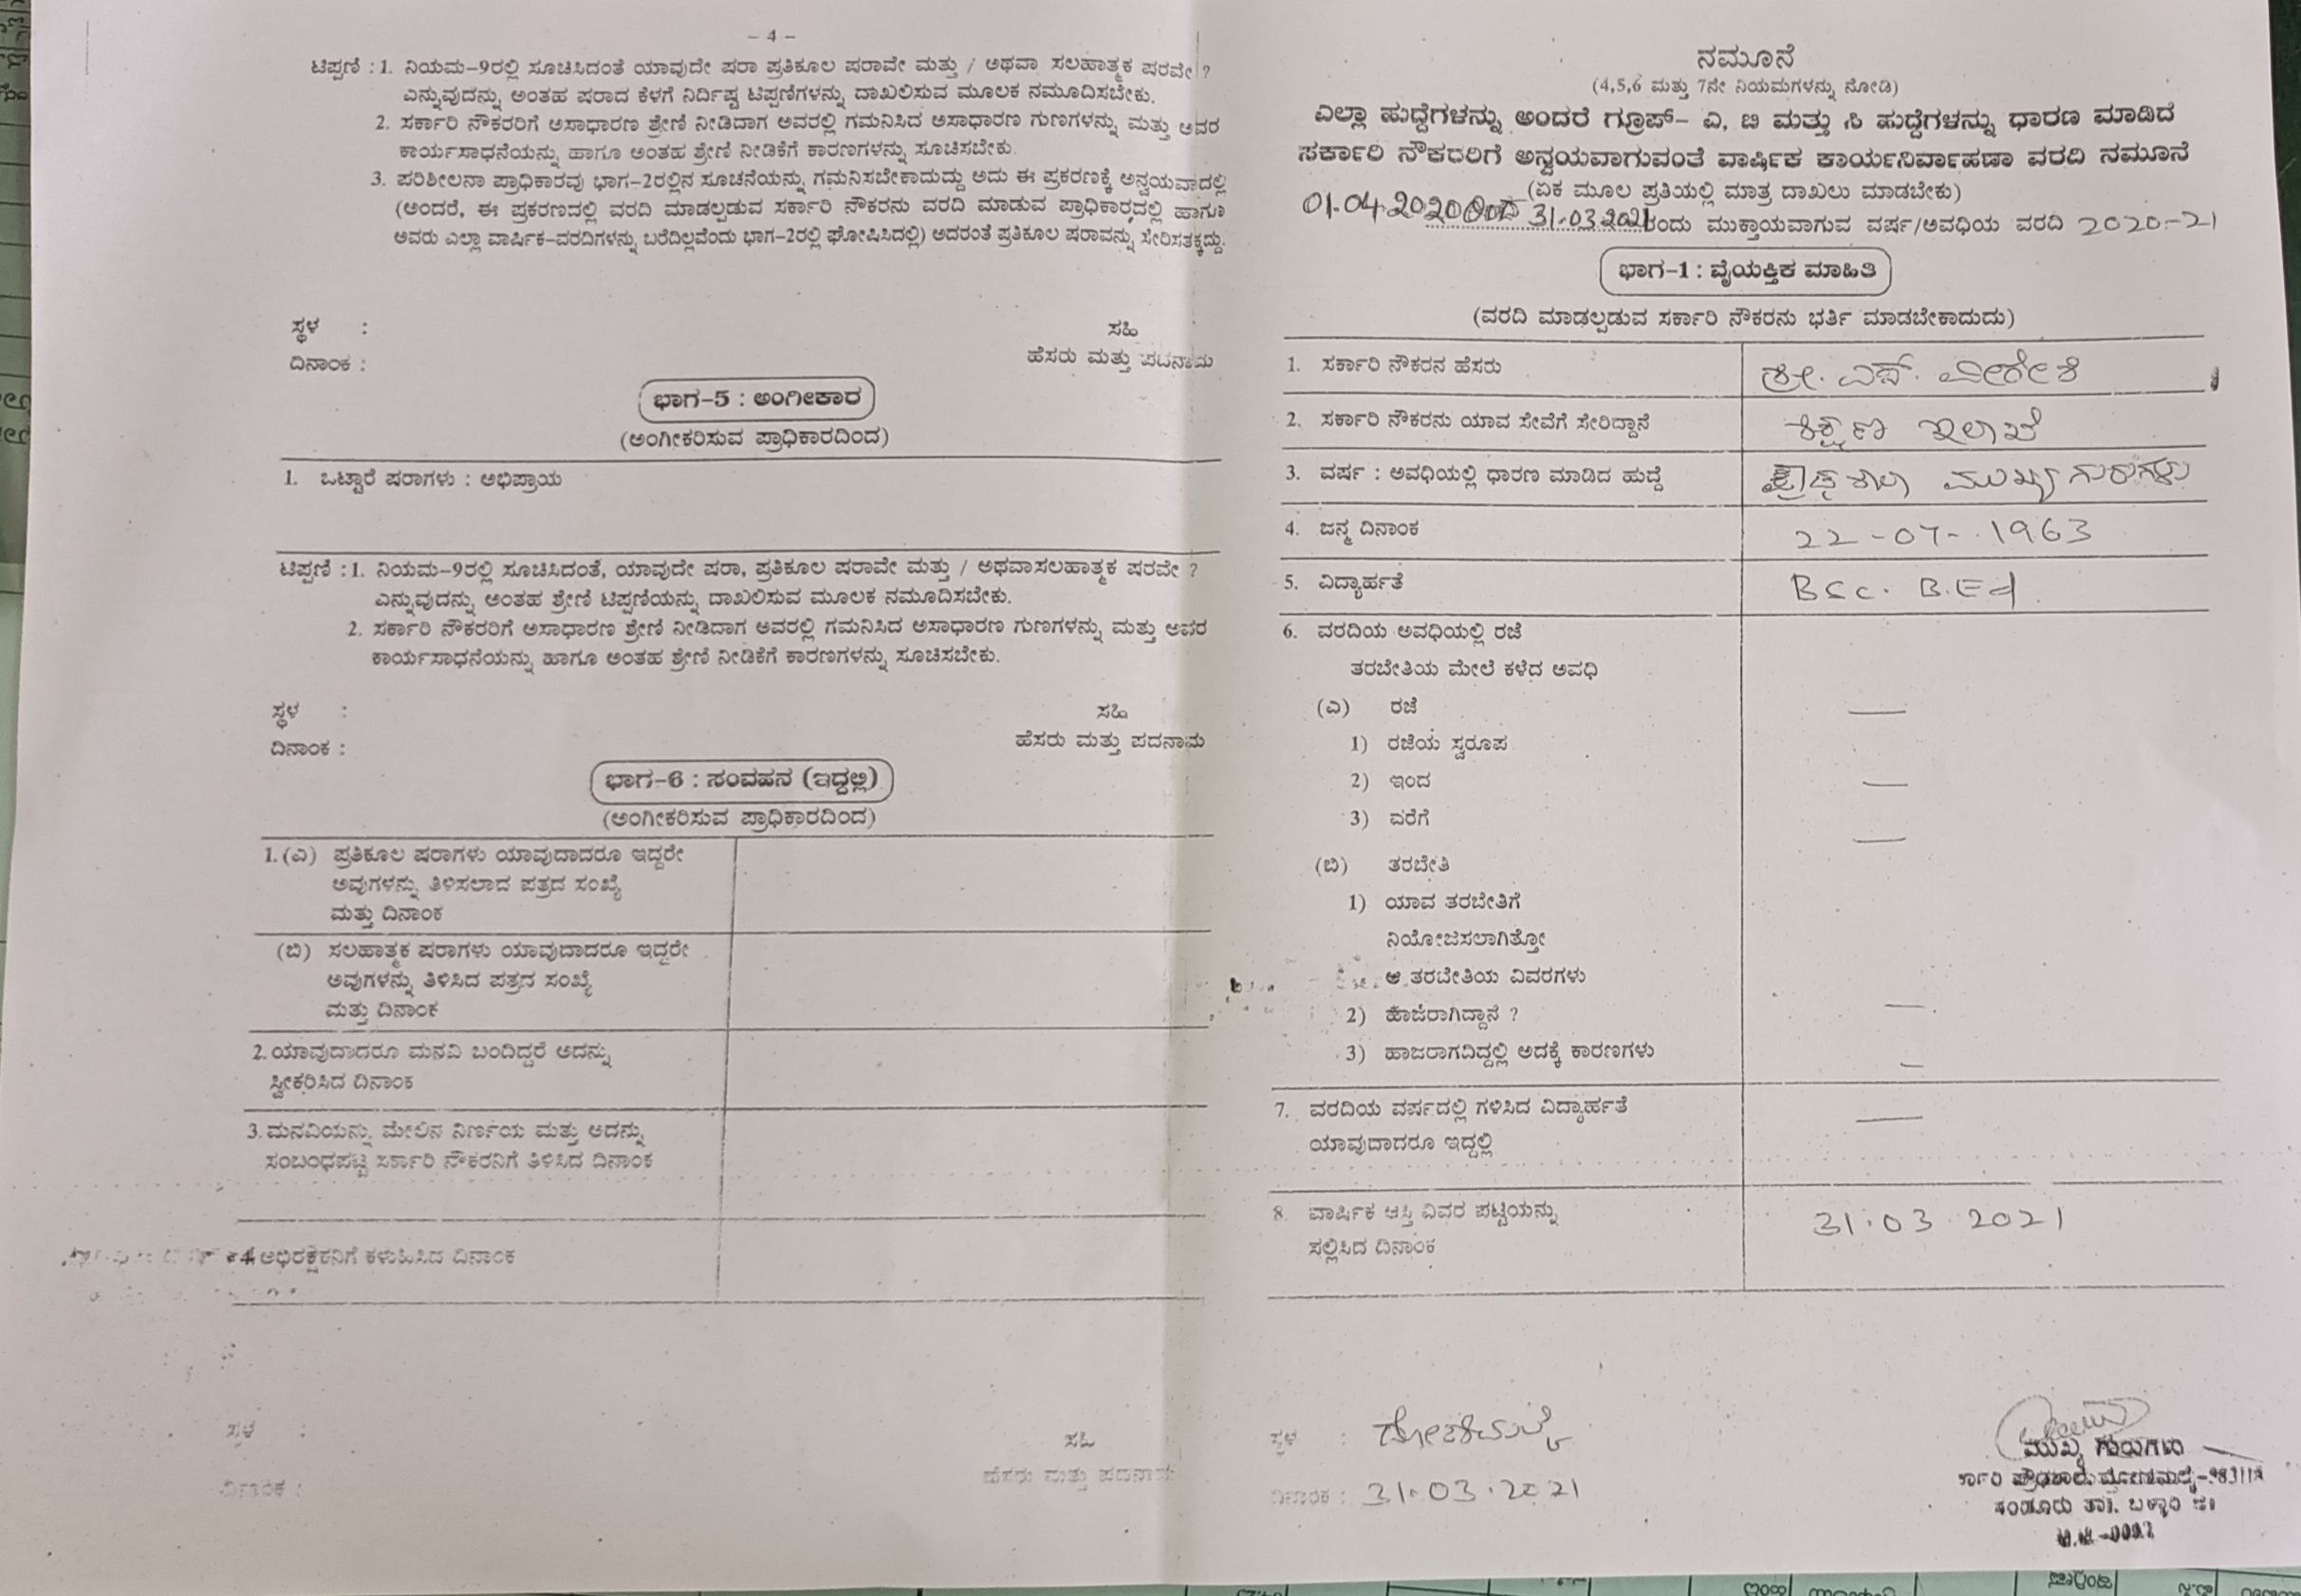 – 4 –
ಟಿಪ್ಪಣಿ : 1. ನಿಯಮ–9ರಲ್ಲಿ ಸೂಚಿಸಿದಂತೆ ಯಾವುದೇ ಷರಾ ಪ್ರತಿಕೂಲ ಷರಾವೇ ಮತ್ತು / ಅಥವಾ ಸಲಹಾತ್ಮಕ ಷರವೇ ?
ಎನ್ನುವುದನ್ನು ಅಂತಹ ಷರಾದ ಕೆಳಗೆ ನಿರ್ದಿಷ್ಟ ಟಿಪ್ಪಣಿಗಳನ್ನು ದಾಖಲಿಸುವ ಮೂಲಕ ನಮೂದಿಸಬೇಕು.
2. ಸರ್ಕಾರಿ ನೌಕರರಿಗೆ ಅಸಾಧಾರಣ ಶ್ರೇಣಿ ನೀಡಿದಾಗ ಅವರಲ್ಲಿ ಗಮನಿಸಿದ ಅಸಾಧಾರಣ ಗುಣಗಳನ್ನು ಮತ್ತು ಅವರ
ಕಾರ್ಯಸಾಧನೆಯನ್ನು ಹಾಗೂ ಅಂತಹ ಶ್ರೇಣಿ ನೀಡಿಕೆಗೆ ಕಾರಣಗಳನ್ನು ಸೂಚಿಸಬೇಕು.
3. ಪರಿಶೀಲನಾ ಪ್ರಾಧಿಕಾರವು ಭಾಗ–2ರಲ್ಲಿನ ಸೂಚನೆಯನ್ನು ಗಮನಿಸಬೇಕಾದುದ್ದು ಅದು ಈ ಪ್ರಕರಣಕ್ಕೆ ಅನ್ವಯವಾದಲ್ಲಿ
(ಅಂದರೆ, ಈ ಪ್ರಕರಣದಲ್ಲಿ ವರದಿ ಮಾಡಲ್ಪಡುವ ಸರ್ಕಾರಿ ನೌಕರನು ವರದಿ ಮಾಡುವ ಪ್ರಾಧಿಕಾರದಲ್ಲಿ ಹಾಗೂ
ಅವರು ಎಲ್ಲಾ ವಾರ್ಷಿಕ–ವರದಿಗಳನ್ನು ಬರೆದಿಲ್ಲವೆಂದು ಭಾಗ–2ರಲ್ಲಿ ಘೋಷಿಸಿದಲ್ಲಿ) ಅದರಂತೆ ಪ್ರತಿಕೂಲ ಷರಾವನ್ನು ಸೇರಿಸತಕ್ಕದ್ದು.
ಸ್ಥಳ :
ಸಹಿ
ದಿನಾಂಕ :
ಹೆಸರು ಮತ್ತು ಪದನಾಮ
ಭಾಗ–5 : ಅಂಗೀಕಾರ
(ಅಂಗೀಕರಿಸುವ ಪ್ರಾಧಿಕಾರದಿಂದ)
1. ಒಟ್ಟಾರೆ ಷರಾಗಳು : ಅಭಿಪ್ರಾಯ
ಟಿಪ್ಪಣಿ : 1. ನಿಯಮ–9ರಲ್ಲಿ ಸೂಚಿಸಿದಂತೆ, ಯಾವುದೇ ಷರಾ, ಪ್ರತಿಕೂಲ ಷರಾವೇ ಮತ್ತು / ಅಥವಾಸಲಹಾತ್ಮಕ ಷರವೇ ?
ಎನ್ನುವುದನ್ನು ಅಂತಹ ಶ್ರೇಣಿ ಟಿಪ್ಪಣಿಯನ್ನು ದಾಖಲಿಸುವ ಮೂಲಕ ನಮೂದಿಸಬೇಕು.
2. ಸರ್ಕಾರಿ ನೌಕರರಿಗೆ ಅಸಾಧಾರಣ ಶ್ರೇಣಿ ನೀಡಿದಾಗ ಅವರಲ್ಲಿ ಗಮನಿಸಿದ ಅಸಾಧಾರಣ ಗುಣಗಳನ್ನು ಮತ್ತು ಅವರ
ಕಾರ್ಯಸಾಧನೆಯನ್ನು ಹಾಗೂ ಅಂತಹ ಶ್ರೇಣಿ ನೀಡಿಕೆಗೆ ಕಾರಣಗಳನ್ನು ಸೂಚಿಸಬೇಕು.
ಸ್ಥಳ :
ಸಹಿ
ದಿನಾಂಕ :
ಹೆಸರು ಮತ್ತು ಪದನಾಮ
ಭಾಗ–6 : ಸಂವಹನ (ಇದ್ದಲ್ಲಿ)
(ಅಂಗೀಕರಿಸುವ ಪ್ರಾಧಿಕಾರದಿಂದ)
1. (ಎ) ಪ್ರತಿಕೂಲ ಷರಾಗಳು ಯಾವುದಾದರೂ ಇದ್ದರೇ
ಅವುಗಳನ್ನು ತಿಳಿಸಲಾದ ಪತ್ರದ ಸಂಖ್ಯೆ
ಮತ್ತು ದಿನಾಂಕ
(ಬಿ) ಸಲಹಾತ್ಮಕ ಷರಾಗಳು ಯಾವುದಾದರೂ ಇದ್ದರೇ
ಅವುಗಳನ್ನು ತಿಳಿಸಿದ ಪತ್ರದ ಸಂಖ್ಯೆ
ಮತ್ತು ದಿನಾಂಕ
2. ಯಾವುದಾದರೂ ಮನವಿ ಬಂದಿದ್ದರೆ ಅದನ್ನು
ಸ್ವೀಕರಿಸಿದ ದಿನಾಂಕ
3. ಮನವಿಯನ್ನು ಮೇಲಿನ ನಿರ್ಣಯ ಮತ್ತು ಅದನ್ನು
ಸಂಬಂಧಪಟ್ಟ ಸರ್ಕಾರಿ ನೌಕರನಿಗೆ ತಿಳಿಸಿದ ದಿನಾಂಕ
4 ಅಭಿರಕ್ಷಕನಿಗೆ ಕಳುಹಿಸಿದ ದಿನಾಂಕ
ಸ್ಥಳ :
ಸಹಿ
ದಿನಾಂಕ :
ಹೆಸರು ಮತ್ತು ಪದನಾಮ
ನಮೂನೆ
(4,5,6 ಮತ್ತು 7ನೇ ನಿಯಮಗಳನ್ನು ನೋಡಿ)
ಎಲ್ಲಾ ಹುದ್ದೆಗಳನ್ನು ಅಂದರೆ ಗ್ರೂಪ್– ಎ, ಬಿ ಮತ್ತು ಸಿ ಹುದ್ದೆಗಳನ್ನು ಧಾರಣ ಮಾಡಿದ
ಸರ್ಕಾರಿ ನೌಕರರಿಗೆ ಅನ್ವಯವಾಗುವಂತೆ ವಾರ್ಷಿಕ ಕಾರ್ಯನಿರ್ವಾಹಣಾ ವರದಿ ನಮೂನೆ
(ಏಕ ಮೂಲ ಪ್ರತಿಯಲ್ಲಿ ಮಾತ್ರ ದಾಖಲು ಮಾಡಬೇಕು)
01.04.2020 ರಿಂದ 31.03.2021 ರಂದು ಮುಕ್ತಾಯವಾಗುವ ವರ್ಷ/ಅವಧಿಯ ವರದಿ 2020-21
ಭಾಗ–1 : ವೈಯಕ್ತಿಕ ಮಾಹಿತಿ
(ವರದಿ ಮಾಡಲ್ಪಡುವ ಸರ್ಕಾರಿ ನೌಕರನು ಭರ್ತಿ ಮಾಡಬೇಕಾದುದು)
1. ಸರ್ಕಾರಿ ನೌಕರನ ಹೆಸರು ಶ್ರೀ. ಎಸ್. ವೀರೇಶಿ
2. ಸರ್ಕಾರಿ ನೌಕರನು ಯಾವ ಸೇವೆಗೆ ಸೇರಿದ್ದಾನೆ ಶಿಕ್ಷಣ ಇಲಾಖೆ
3. ವರ್ಷ : ಅವಧಿಯಲ್ಲಿ ಧಾರಣ ಮಾಡಿದ ಹುದ್ದೆ ಪ್ರೌಢಶಾಲಾ ಮುಖ್ಯಗುರುಗಳು
4. ಜನ್ಮ ದಿನಾಂಕ 22-07-1963
5. ವಿದ್ಯಾರ್ಹತೆ BSc. B.Ed
6. ವರದಿಯ ಅವಧಿಯಲ್ಲಿ ರಜೆ
ತರಬೇತಿಯ ಮೇಲೆ ಕಳೆದ ಅವಧಿ
(ಎ) ರಜೆ —
1) ರಜೆಯ ಸ್ವರೂಪ
2) ಇಂದ —
3) ವರೆಗೆ —
(ಬಿ) ತರಬೇತಿ
1) ಯಾವ ತರಬೇತಿಗೆ
ನಿಯೋಜಿಸಲಾಗಿತ್ತೋ
ಆ ತರಬೇತಿಯ ವಿವರಗಳು
2) ಹಾಜರಾಗಿದ್ದಾನೆ ? —
3) ಹಾಜರಾಗದಿದ್ದಲ್ಲಿ ಅದಕ್ಕೆ ಕಾರಣಗಳು —
7. ವರದಿಯ ವರ್ಷದಲ್ಲಿ ಗಳಿಸಿದ ವಿದ್ಯಾರ್ಹತೆ —
ಯಾವುದಾದರೂ ಇದ್ದಲ್ಲಿ
8. ವಾರ್ಷಿಕ ಆಸ್ತಿ ವಿವರ ಪಟ್ಟಿಯನ್ನು 31.03.2021
ಸಲ್ಲಿಸಿದ ದಿನಾಂಕ
ಸ್ಥಳ :
ದಿನಾಂಕ : 31.03.2021
ಮುಖ್ಯ ಗುರುಗಳು
ಸಂಡೂರು ತಾ. ಬಳ್ಳಾರಿ ಜಿ